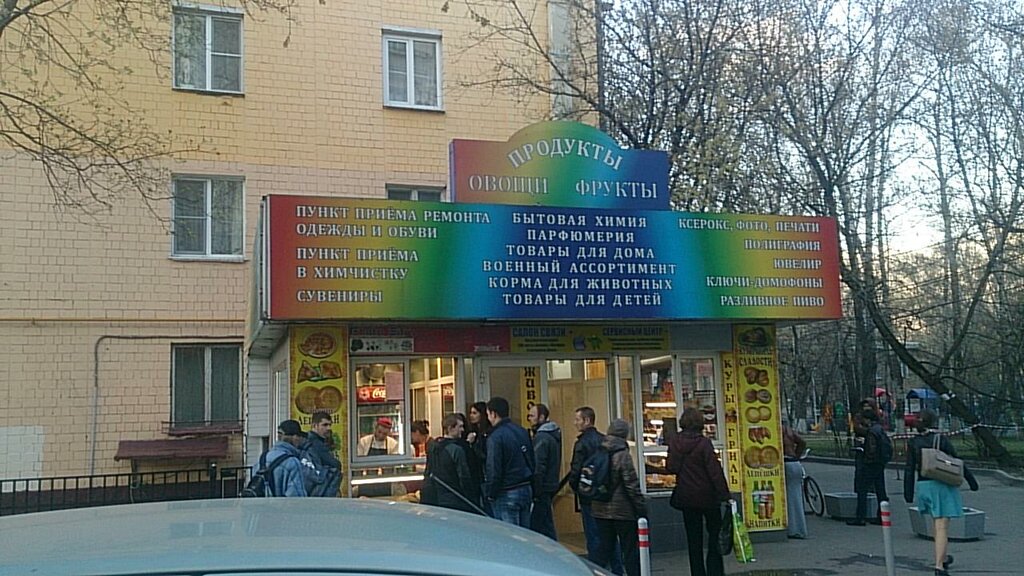 ПРОДУКТЫ
ОВОЩИ ФРУКТЫ
ПУНКТ ПРИЁМА РЕМОНТА
ОДЕЖДЫ И ОБУВИ
ПУНКТ ПРИЁМА
В ХИМЧИСТКУ
СУВЕНИРЫ
БЫТОВАЯ ХИМИЯ
ПАРФЮМЕРИЯ
ТОВАРЫ ДЛЯ ДОМА
ВОЕННЫЙ АССОРТИМЕНТ
КОРМА ДЛЯ ЖИВОТНЫХ
ТОВАРЫ ДЛЯ ДЕТЕЙ
КСЕРОКС, ФОТО, ПЕЧАТИ
ПОЛИГРАФИЯ
ЮВЕЛИР
КЛЮЧИ-ДОМОФОНЫ
РАЗЛИВНОЕ ПИВО
САЛОН СВЯЗИ
СЕРВИСНЫЙ ЦЕНТР
КУРЫ ГРИЛЬ
СЛАДОСТИ
ЛЕПЁШКИ
НАПИТКИ